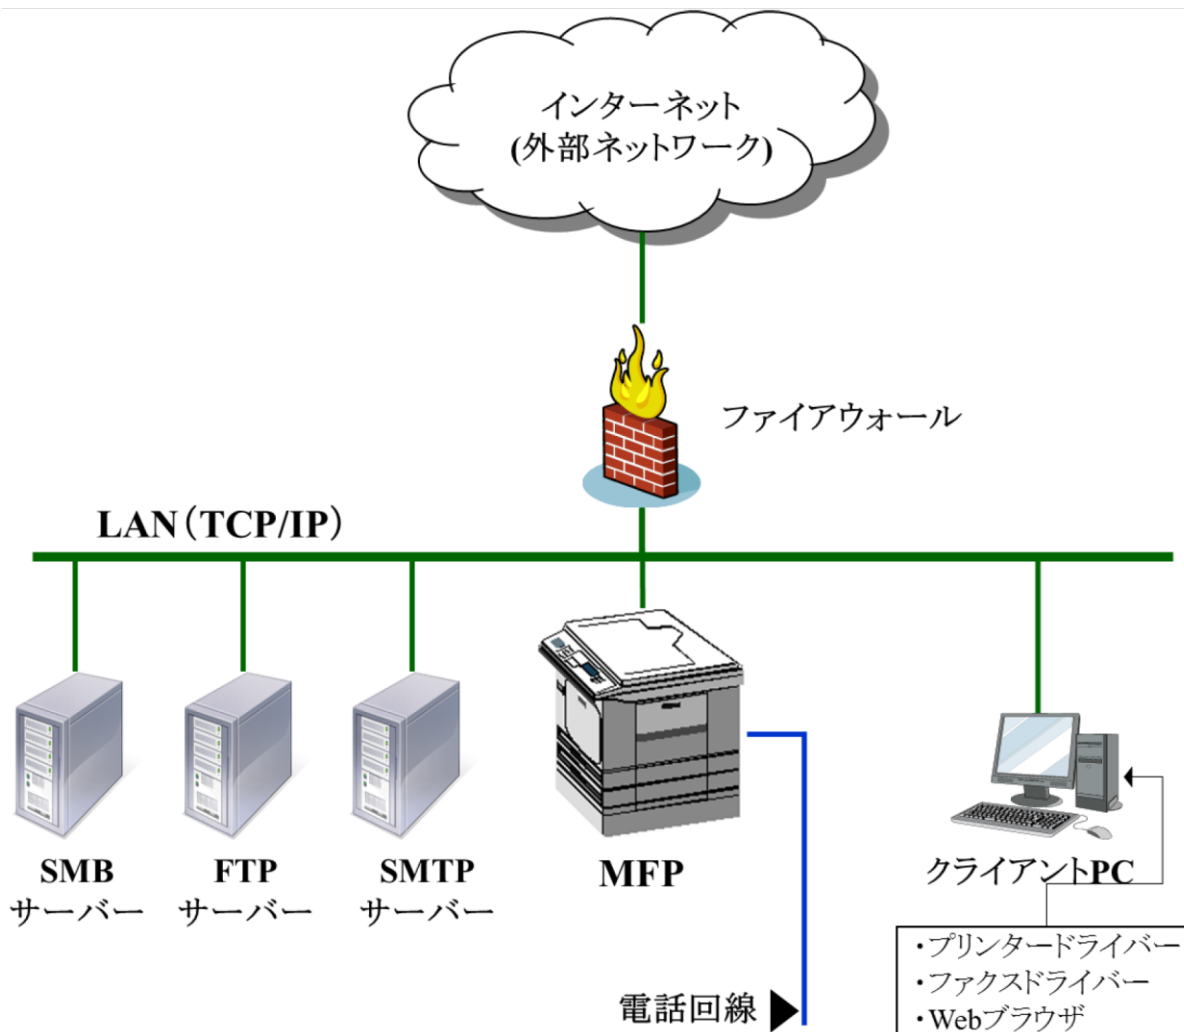 インターネット
(外部ネットワーク)
ファイアウォール
LAN（TCP/IP）
SMB
サーバー
FTP
サーバー
SMTP
サーバー
MFP
クライアントPC
・プリンタードライバー
・ファクスドライバー
・Webブラウザ
電話回線